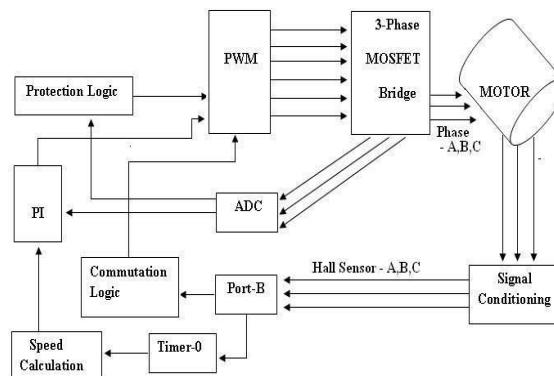 3-Phase
MOSFET
Bridge
PWM
MOTOR
Protection Logic
Phase
- A,B,C
ADC
PI
Commutation
Logic
Hall Sensor - A,B,C
Port-B
Signal
Conditioning
Speed
Calculation
Timer-0